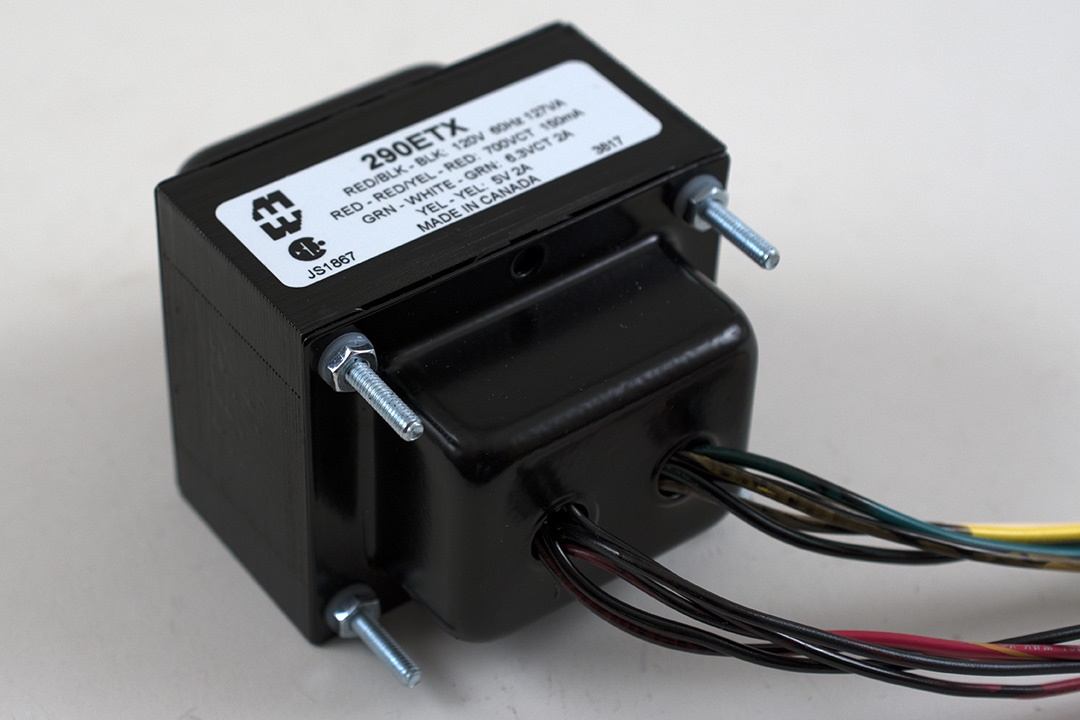 290ETX
RED/BLK - BLK: 120V 60Hz 127VA
RED - RED/YEL - RED: 700VCT 150mA
GRN - WHITE - GRN: 6.3VCT 2A
YEL - YEL: 5V 2A
MADE IN CANADA
3817
JS1867